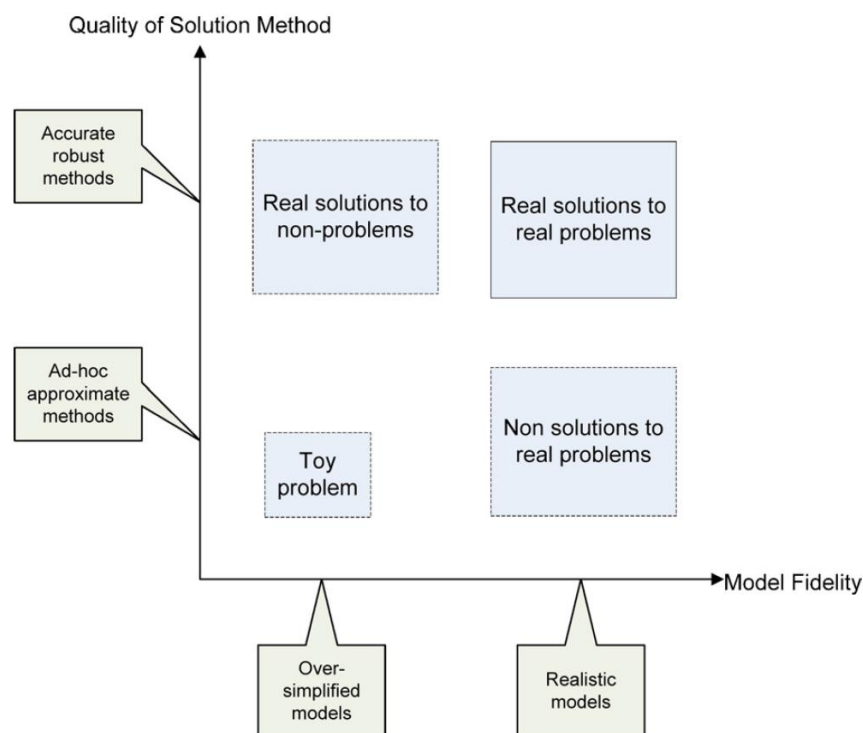 Quality of Solution Method
Accurate
robust
methods
Real solutions to
non-problems
Real solutions to
real problems
Ad-hoc
approximate
methods
Toy
problem
Non solutions to
real problems
Model Fidelity
Over-
simplified
models
Realistic
models